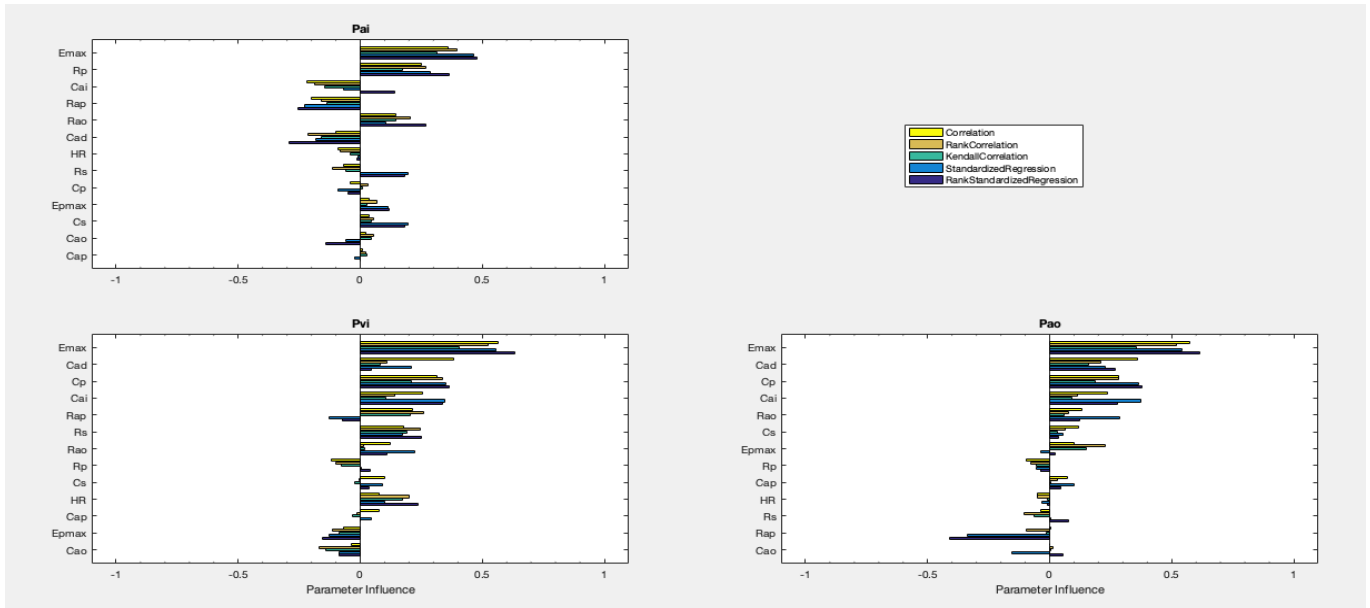 Pai
Emax
Rp
Cai
Rap
Rao
Cad
HR
Rs
Cp
Epmax
Cs
Cao
Cap
-1 -0.5 0 0.5 1
Correlation
RankCorrelation
KendallCorrelation
StandardizedRegression
RankStandardizedRegression
Pvi
Emax
Cad
Cp
Cai
Rap
Rs
Rao
Rp
Cs
HR
Cap
Epmax
Cao
-1 -0.5 0 0.5 1
Parameter Influence
Pao
Emax
Cad
Cp
Cai
Rao
Cs
Epmax
Rp
Cap
HR
Rs
Rap
Cao
-1 -0.5 0 0.5 1
Parameter Influence